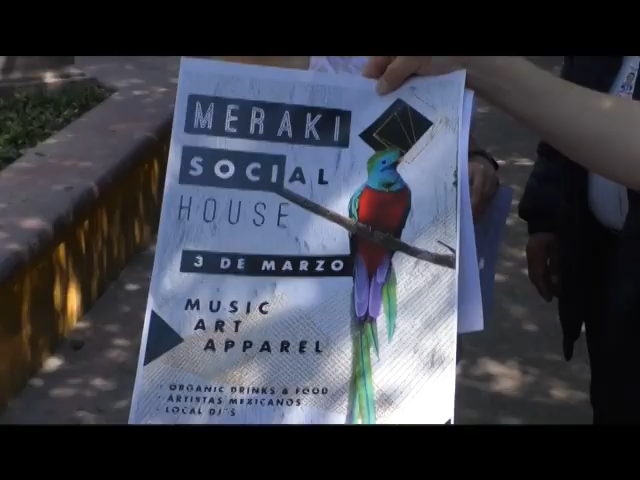 MERAKI
SOCIAL
HOUSE
3 DE MARZO
MUSIC
ART
APPAREL
· ORGANIC DRINKS & FOOD
· ARTISTAS MEXICANOS
· LOCAL DJ'S